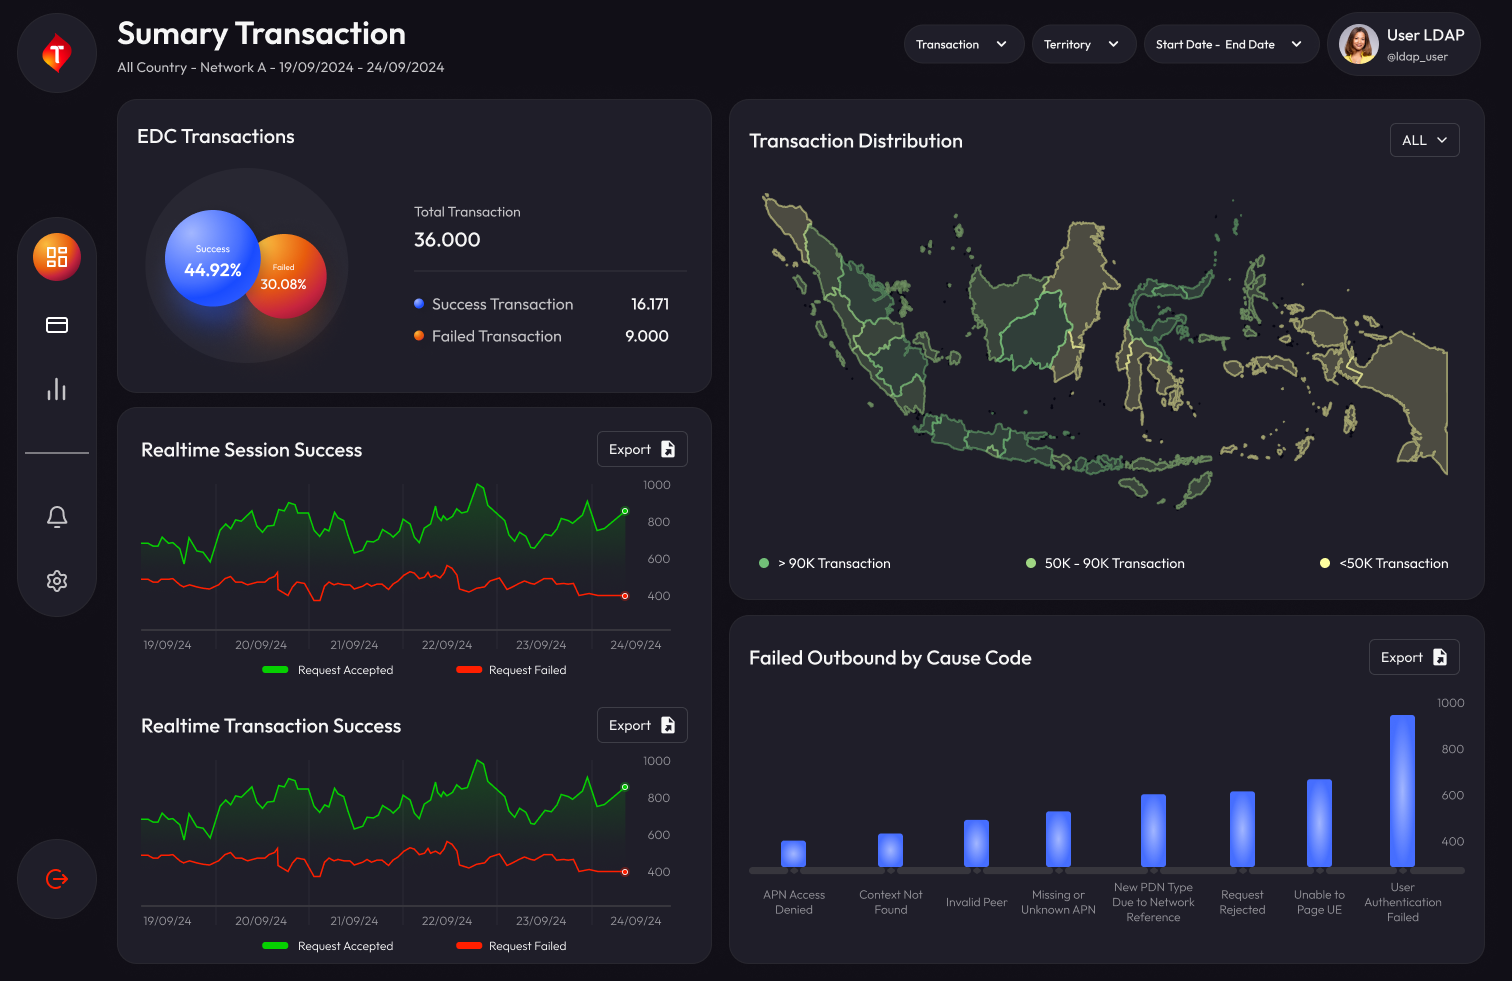 T
Sumary Transaction
All Country - Network A - 19/09/2024 - 24/09/2024
Transaction
Territory
Start Date - End Date
User LDAP
@ldap_user
EDC Transactions
Success
44.92%
Failed
30.08%
Total Transaction
36.000
Success Transaction 16.171
Failed Transaction 9.000
Transaction Distribution
ALL
> 90K Transaction
50K - 90K Transaction
<50K Transaction
Realtime Session Success
Export
1000
800
600
400
19/09/24 20/09/24 21/09/24 22/09/24 23/09/24 24/09/24
Request Accepted Request Failed
Realtime Transaction Success
Export
1000
800
600
400
19/09/24 20/09/24 21/09/24 22/09/24 23/09/24 24/09/24
Request Accepted Request Failed
Failed Outbound by Cause Code
Export
1000
800
600
400
APN Access
Denied
Context Not
Found
Invalid Peer
Missing or
Unknown APN
New PDN Type
Due to Network
Reference
Request
Rejected
Unable to
Page UE
User
Authentication
Failed